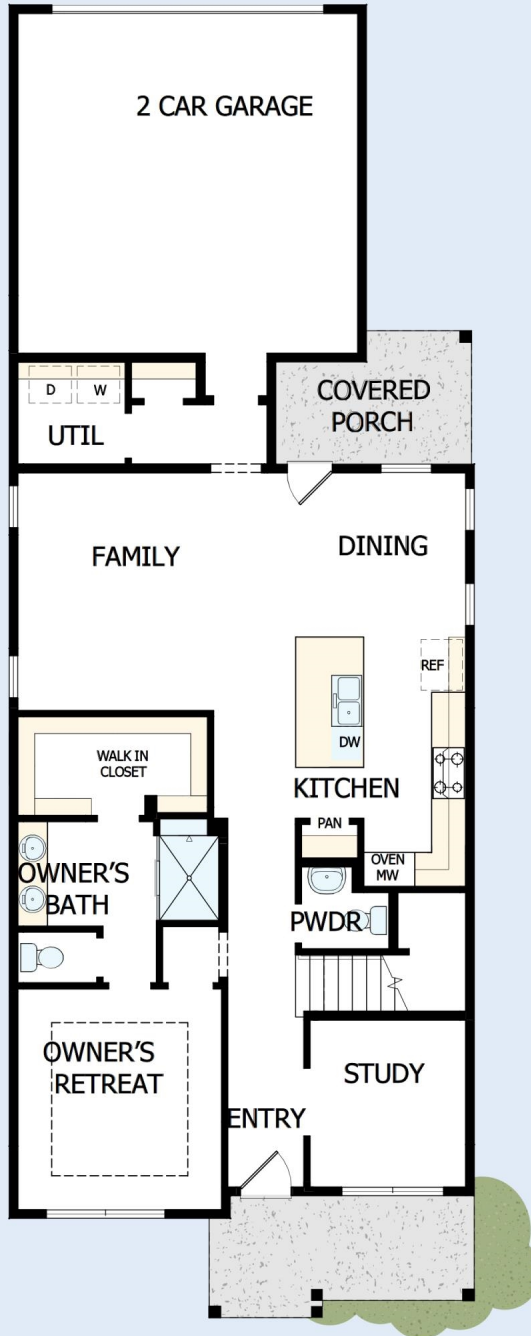 2 CAR GARAGE
COVERED
PORCH
D
W
UTIL
FAMILY
DINING
REF
DW
WALK IN
CLOSET
KITCHEN
PAN
OVEN
MW
OWNER'S
BATH
PWDR
OWNER'S
RETREAT
STUDY
ENTRY